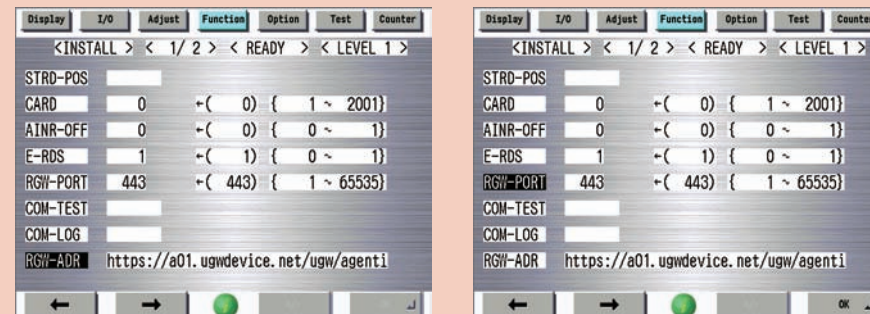 Display I/O Adjust Function Option Test Counter
<INSTALL > < 1/ 2 > < READY > < LEVEL 1 >
STRD-POS
CARD 0 ←( 0) { 1 ~ 2001}
AINR-OFF 0 ←( 0) { 0 ~ 1}
E-RDS 1 ←( 1) { 0 ~ 1}
RGW-PORT 443 ←( 443) { 1 ~ 65535}
COM-TEST
COM-LOG
RGW-ADR https://a01.ugwdevice.net/ugw/agenti
Display I/O Adjust Function Option Test Counter
<INSTALL > < 1/ 2 > < READY > < LEVEL 1 >
STRD-POS
CARD 0 ←( 0) { 1 ~ 2001}
AINR-OFF 0 ←( 0) { 0 ~ 1}
E-RDS 1 ←( 1) { 0 ~ 1}
RGW-PORT 443 ←( 443) { 1 ~ 65535}
COM-TEST
COM-LOG
RGW-ADR https://a01.ugwdevice.net/ugw/agenti
OK